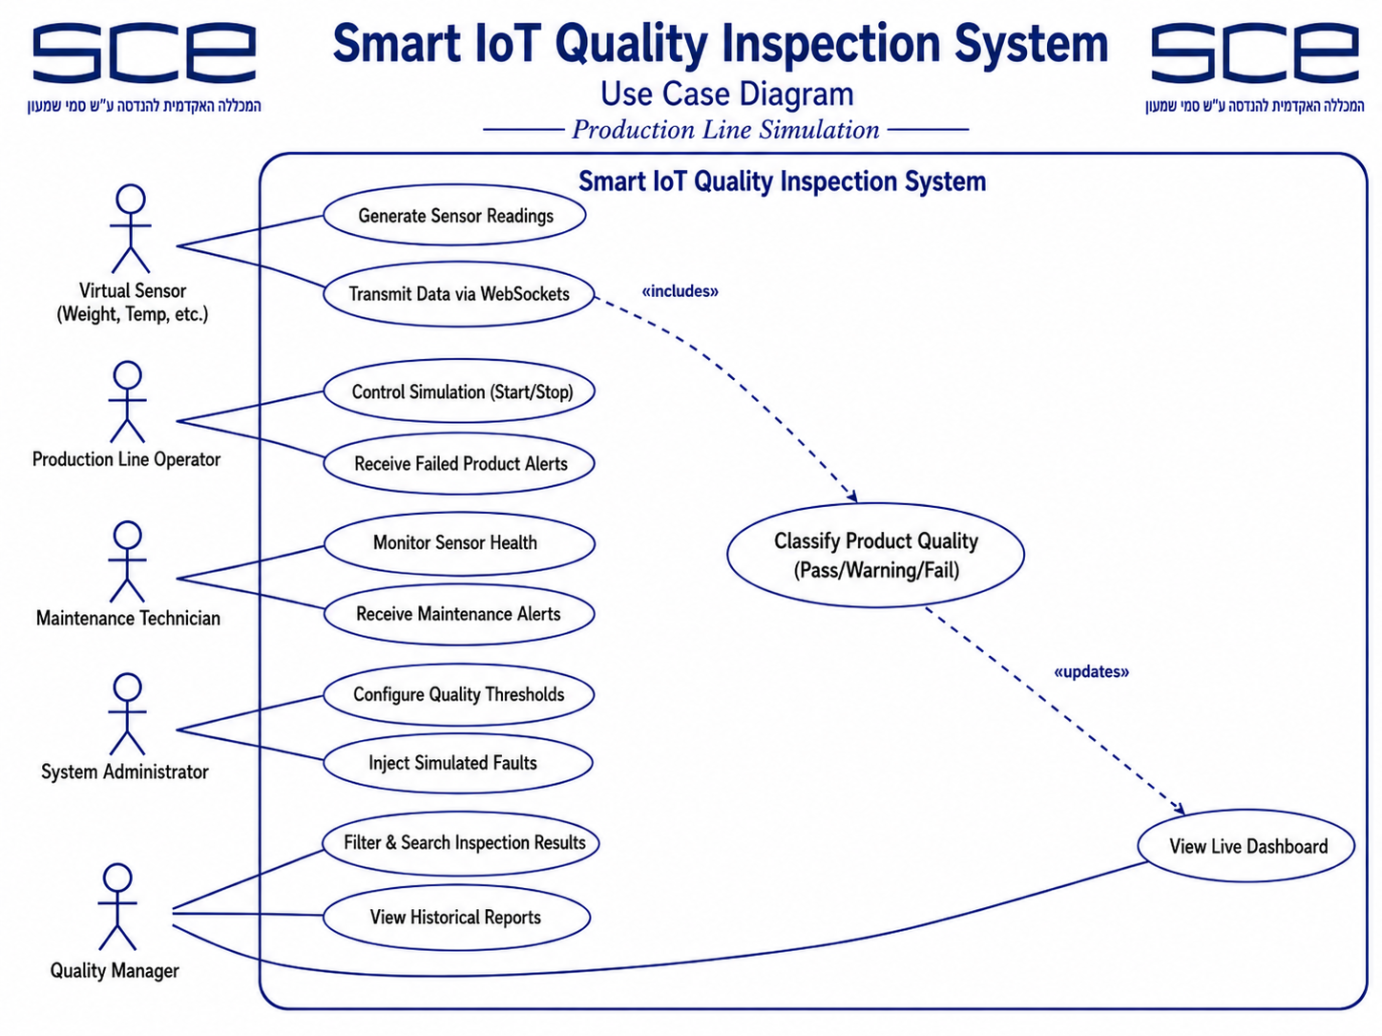 sce
המכללה האקדמית להנדסה ע"ש סמי שמעון
Smart IoT Quality Inspection System
Use Case Diagram
Production Line Simulation
sce
המכללה האקדמית להנדסה ע"ש סמי שמעון
Smart IoT Quality Inspection System
Virtual Sensor
(Weight, Temp, etc.)
Generate Sensor Readings
Transmit Data via WebSockets
«includes»
Production Line Operator
Control Simulation (Start/Stop)
Receive Failed Product Alerts
Maintenance Technician
Monitor Sensor Health
Receive Maintenance Alerts
Classify Product Quality
(Pass/Warning/Fail)
«updates»
System Administrator
Configure Quality Thresholds
Inject Simulated Faults
Quality Manager
Filter & Search Inspection Results
View Historical Reports
View Live Dashboard